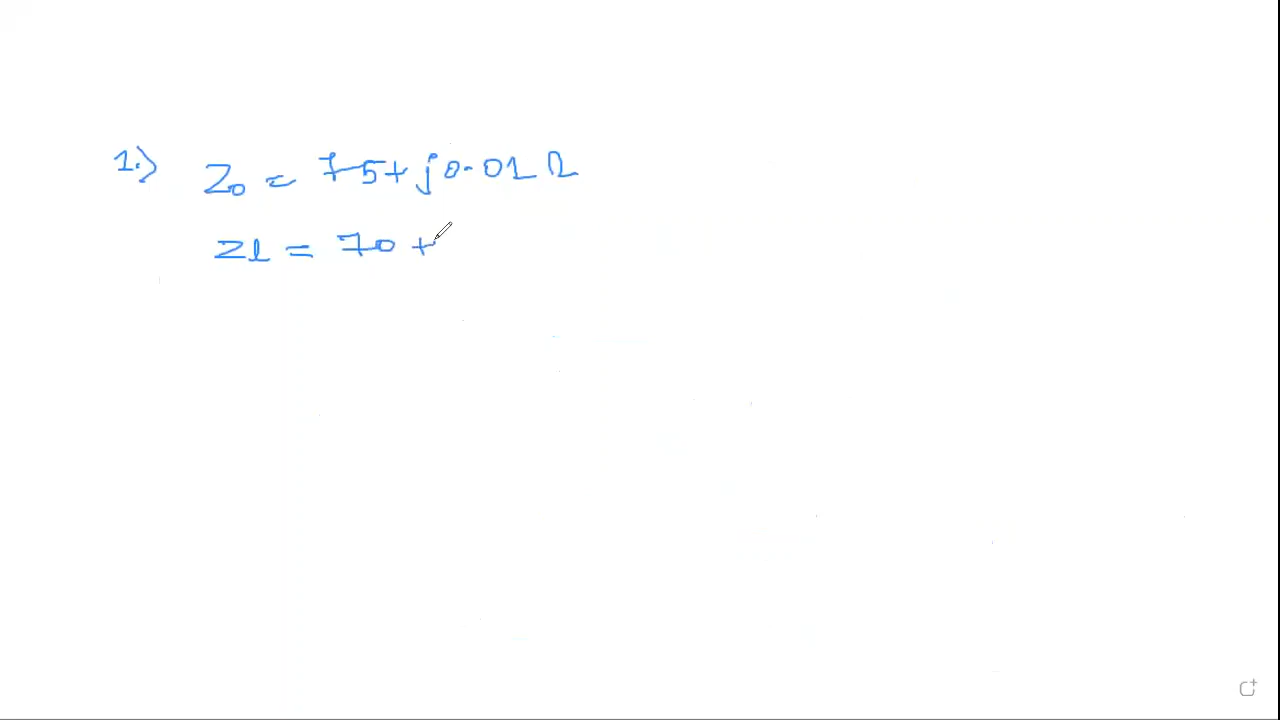 1.) Z0 = 75+j0.01 Ω
Zl = 70 +